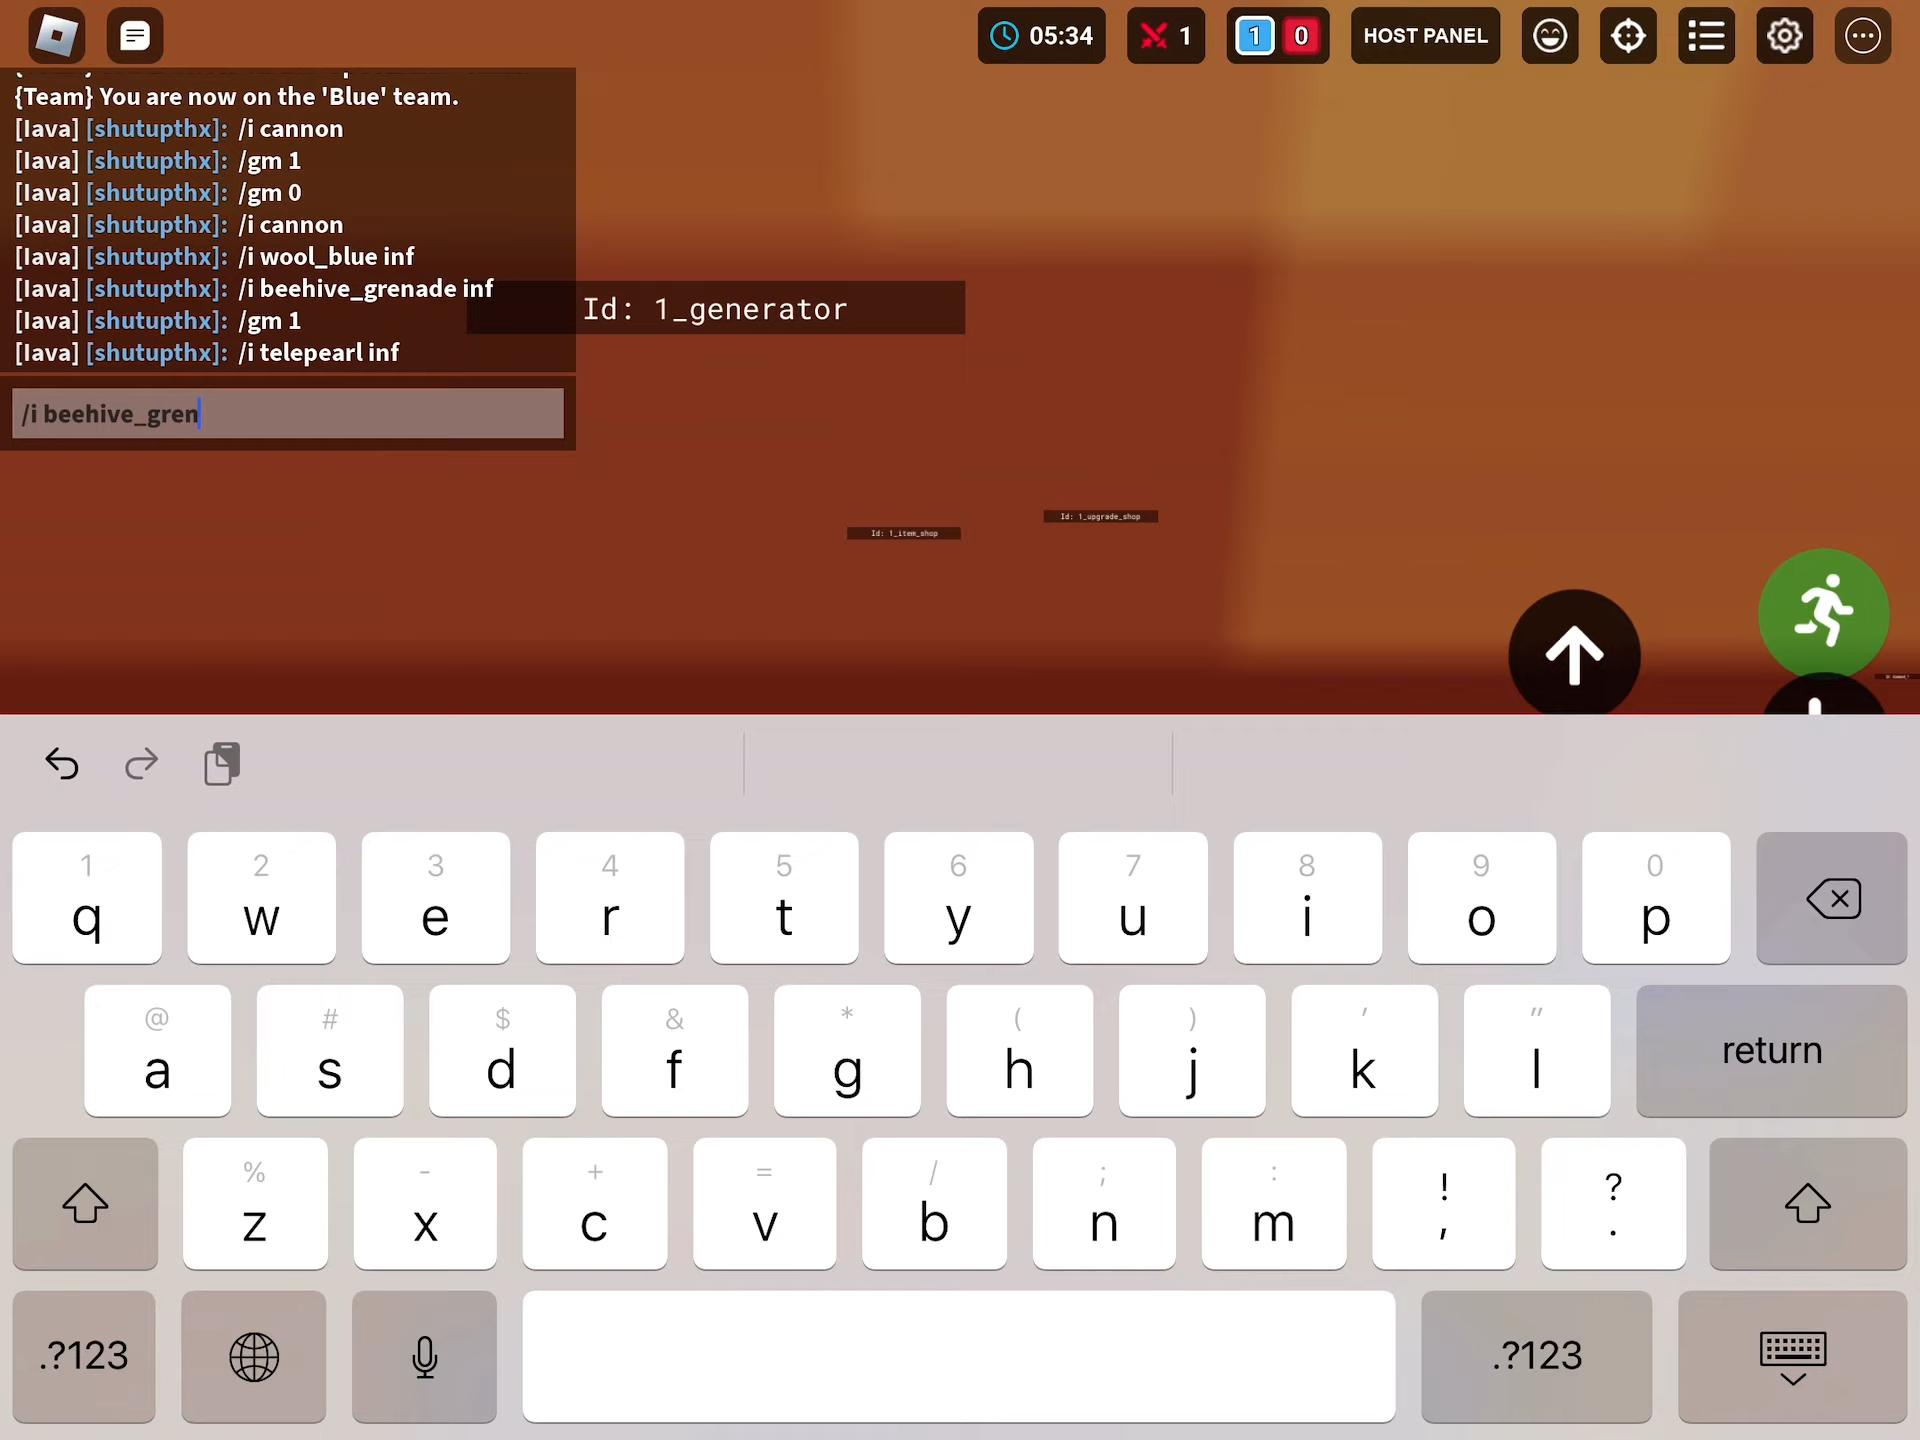 05:34
1
1 0
HOST PANEL
{Team} You are now on the 'Blue' team.
[lava] [shutupthx]: /i cannon
[lava] [shutupthx]: /gm 1
[lava] [shutupthx]: /gm 0
[lava] [shutupthx]: /i cannon
[lava] [shutupthx]: /i wool_blue inf
[lava] [shutupthx]: /i beehive_grenade inf
[lava] [shutupthx]: /gm 1
[lava] [shutupthx]: /i telepearl inf
/i beehive_gren
Id: 1_generator
Id: 1_item_shop
Id: 1_upgrade_shop
1 2 3 4 5 6 7 8 9 0
q w e r t y u i o p
@ # $ & * ( ) ' "
a s d f g h j k l return
% - + = / ; : ! ?
z x c v b n m , .
.?123 .?123